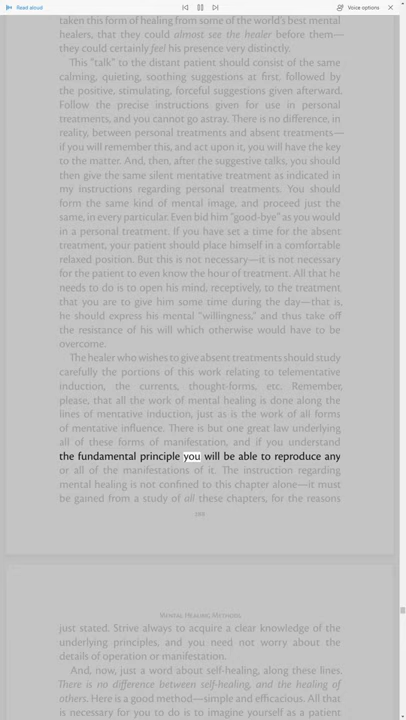 Read aloud
Voice options
taken this form of healing from some of the world's best mental
healers, that they could almost see the healer before them—
they could certainly feel his presence very distinctly.
This "talk" to the distant patient should consist of the same
calming, quieting, soothing suggestions at first, followed by
the positive, stimulating, forceful suggestions given afterward.
Follow the precise instructions given for use in personal
treatments, and you cannot go astray. There is no difference, in
reality, between personal treatments and absent treatments—
if you will remember this, and act upon it, you will have the key
to the matter. And, then, after the suggestive talks, you should
then give the same silent mentative treatment as indicated in
my instructions regarding personal treatments. You should
form the same kind of mental image, and proceed just the
same, in every particular. Even bid him "good-bye" as you would
in a personal treatment. If you have set a time for the absent
treatment, your patient should place himself in a comfortable
relaxed position. But this is not necessary—it is not necessary
for the patient to even know the hour of treatment. All that he
needs to do is to open his mind, receptively, to the treatment
that you are to give him some time during the day—that is,
he should express his mental "willingness," and thus take off
the resistance of his will which otherwise would have to be
overcome.
The healer who wishes to give absent treatments should study
carefully the portions of this work relating to telementative
induction, the currents, thought-forms, etc. Remember,
please, that all the work of mental healing is done along the
lines of mentative induction, just as is the work of all forms
of mentative influence. There is but one great law underlying
all of these forms of manifestation, and if you understand
the fundamental principle you will be able to reproduce any
or all of the manifestations of it. The instruction regarding
mental healing is not confined to this chapter alone—it must
be gained from a study of all these chapters, for the reasons
Mental Healing Methods
just stated. Strive always to acquire a clear knowledge of the
underlying principles, and you need not worry about the
details of operation or manifestation.
And, now, just a word about self-healing, along these lines.
There is no difference between self-healing, and the healing of
others. Here is a good method—simple and efficacious. All that
is necessary for you to do is to imagine yourself as a patient